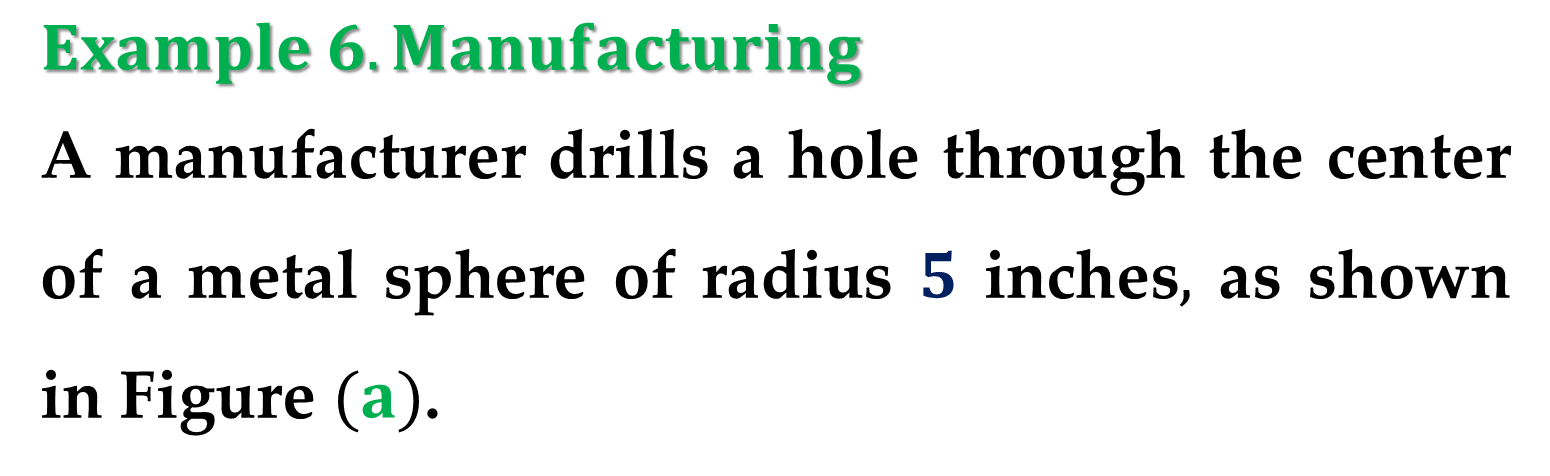 Example 6. Manufacturing
A manufacturer drills a hole through the center
of a metal sphere of radius 5 inches, as shown
in Figure (a).